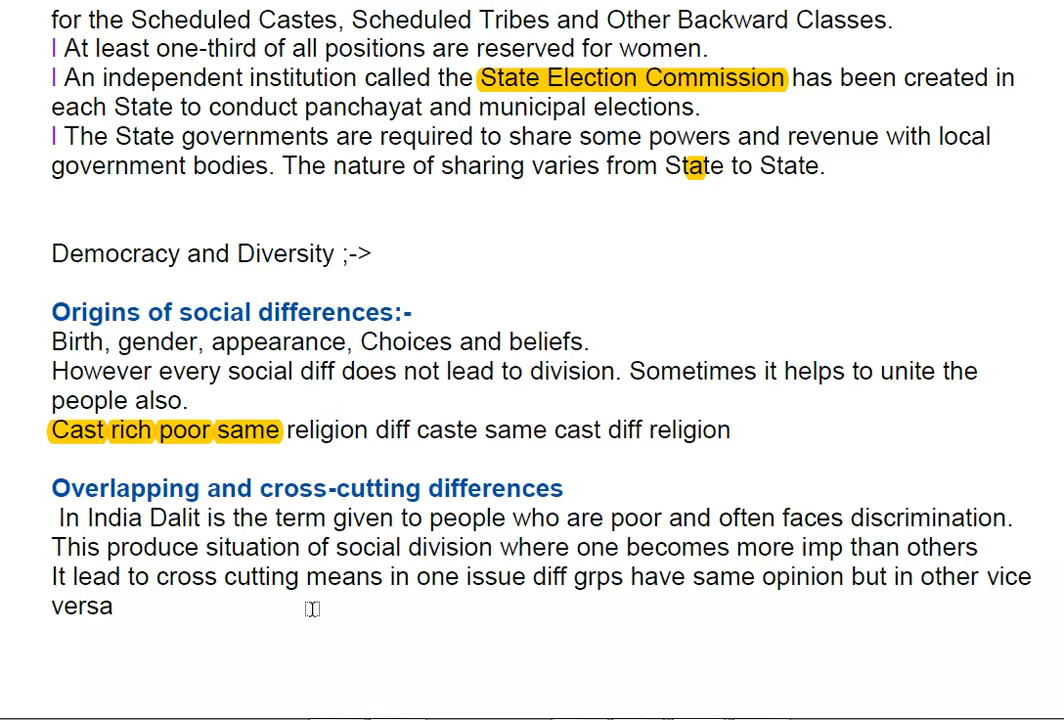 for the Scheduled Castes, Scheduled Tribes and Other Backward Classes.
l At least one-third of all positions are reserved for women.
l An independent institution called the State Election Commission has been created in
each State to conduct panchayat and municipal elections.
l The State governments are required to share some powers and revenue with local
government bodies. The nature of sharing varies from State to State.
Democracy and Diversity ;->
Origins of social differences:-
Birth, gender, appearance, Choices and beliefs.
However every social diff does not lead to division. Sometimes it helps to unite the
people also.
Cast rich poor same religion diff caste same cast diff religion
Overlapping and cross-cutting differences
In India Dalit is the term given to people who are poor and often faces discrimination.
This produce situation of social division where one becomes more imp than others
It lead to cross cutting means in one issue diff grps have same opinion but in other vice
versa